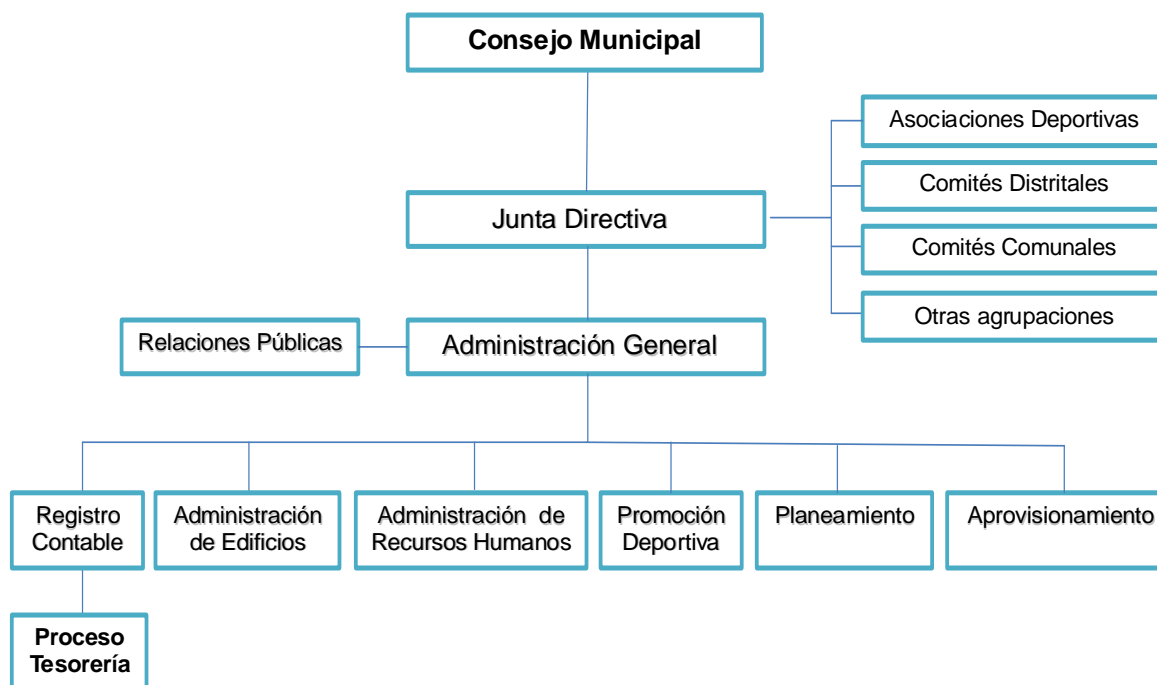 Consejo Municipal
Asociaciones Deportivas
Comités Distritales
Junta Directiva
Comités Comunales
Otras agrupaciones
Relaciones Públicas
Administración General
Registro
Contable
Administración
de Edificios
Administración de
Recursos Humanos
Promoción
Deportiva
Planeamiento
Aprovisionamiento
Proceso
Tesorería